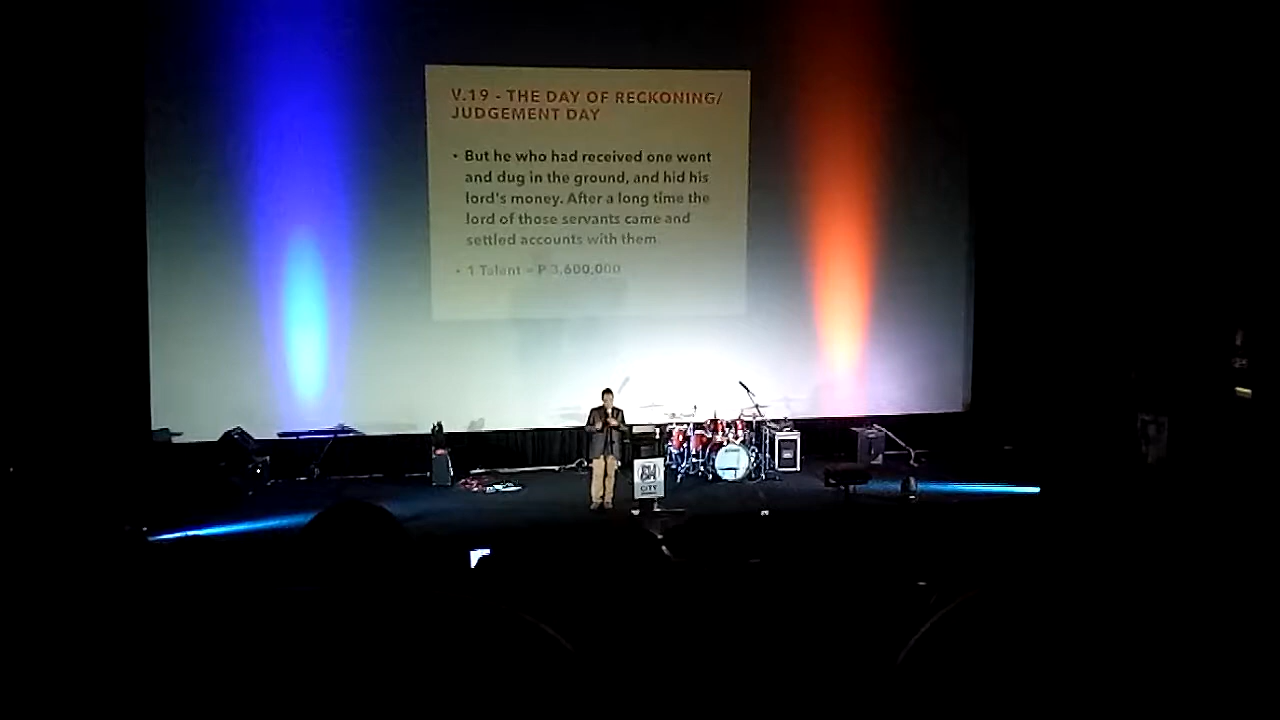 V.19 - THE DAY OF RECKONING/
JUDGEMENT DAY
• But he who had received one went
and dug in the ground, and hid his
lord's money. After a long time the
lord of those servants came and
settled accounts with them
• 1 Talent = P 3,600,000
SM
CITY